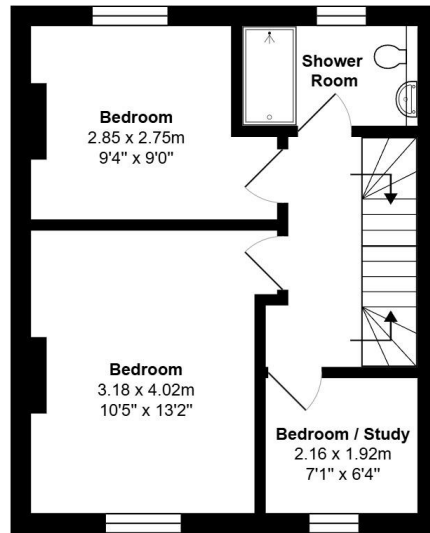 Shower
Room
Bedroom
2.85 x 2.75m
9'4" x 9'0"
Bedroom
3.18 x 4.02m
10'5" x 13'2"
Bedroom / Study
2.16 x 1.92m
7'1" x 6'4"